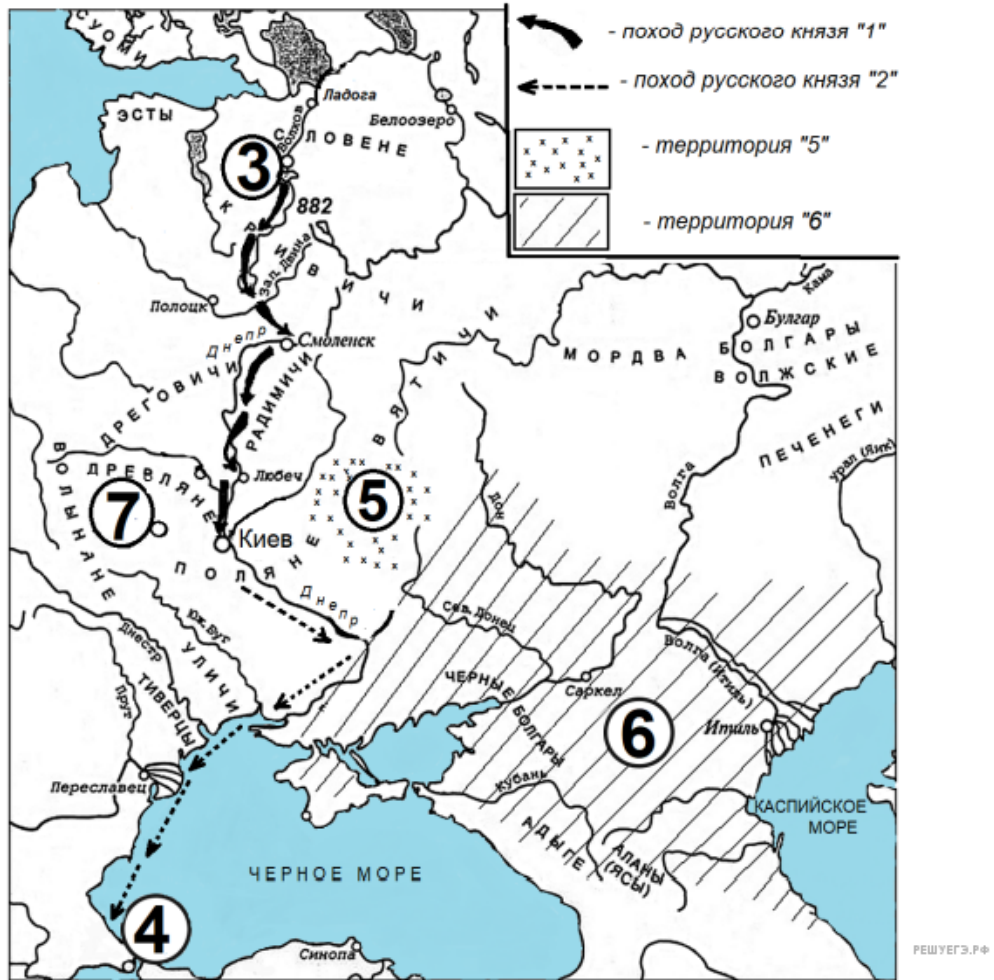 - поход русского князя "1"
- поход русского князя "2"
- территория "5"
- территория "6"
СУОМИ
Ладога
Белоозеро
ЭСТЫ
Волхов
СЛОВЕНЕ
3
882
КРИВИЧИ
Зап. Двина
Полоцк
Днепр
Смоленск
Кама
Булгар
БОЛГАРЫ
ВОЛЖСКИЕ
МОРДВА
ВЯТИЧИ
ДРЕГОВИЧИ
РАДИМИЧИ
ПЕЧЕНЕГИ
Урал (Яик)
Волга
ВОЛЫНЯНЕ
ДРЕВЛЯНЕ
Любеч
5
Дон
7
Киев
ПОЛЯНЕ
Днепр
Сев. Донец
Юж. Буг
УЛИЧИ
Днестр
ТИВЕРЦЫ
Прут
ЧЕРНЫЕ
БОЛГАРЫ
Саркел
Волга (Итиль)
6
Итиль
Переславец
Кубань
КАСПИЙСКОЕ
МОРЕ
АДЫГЕ
АЛАНЫ
(ЯСЫ)
ЧЕРНОЕ МОРЕ
4
Синопа
РЕШУЕГЭ.РФ